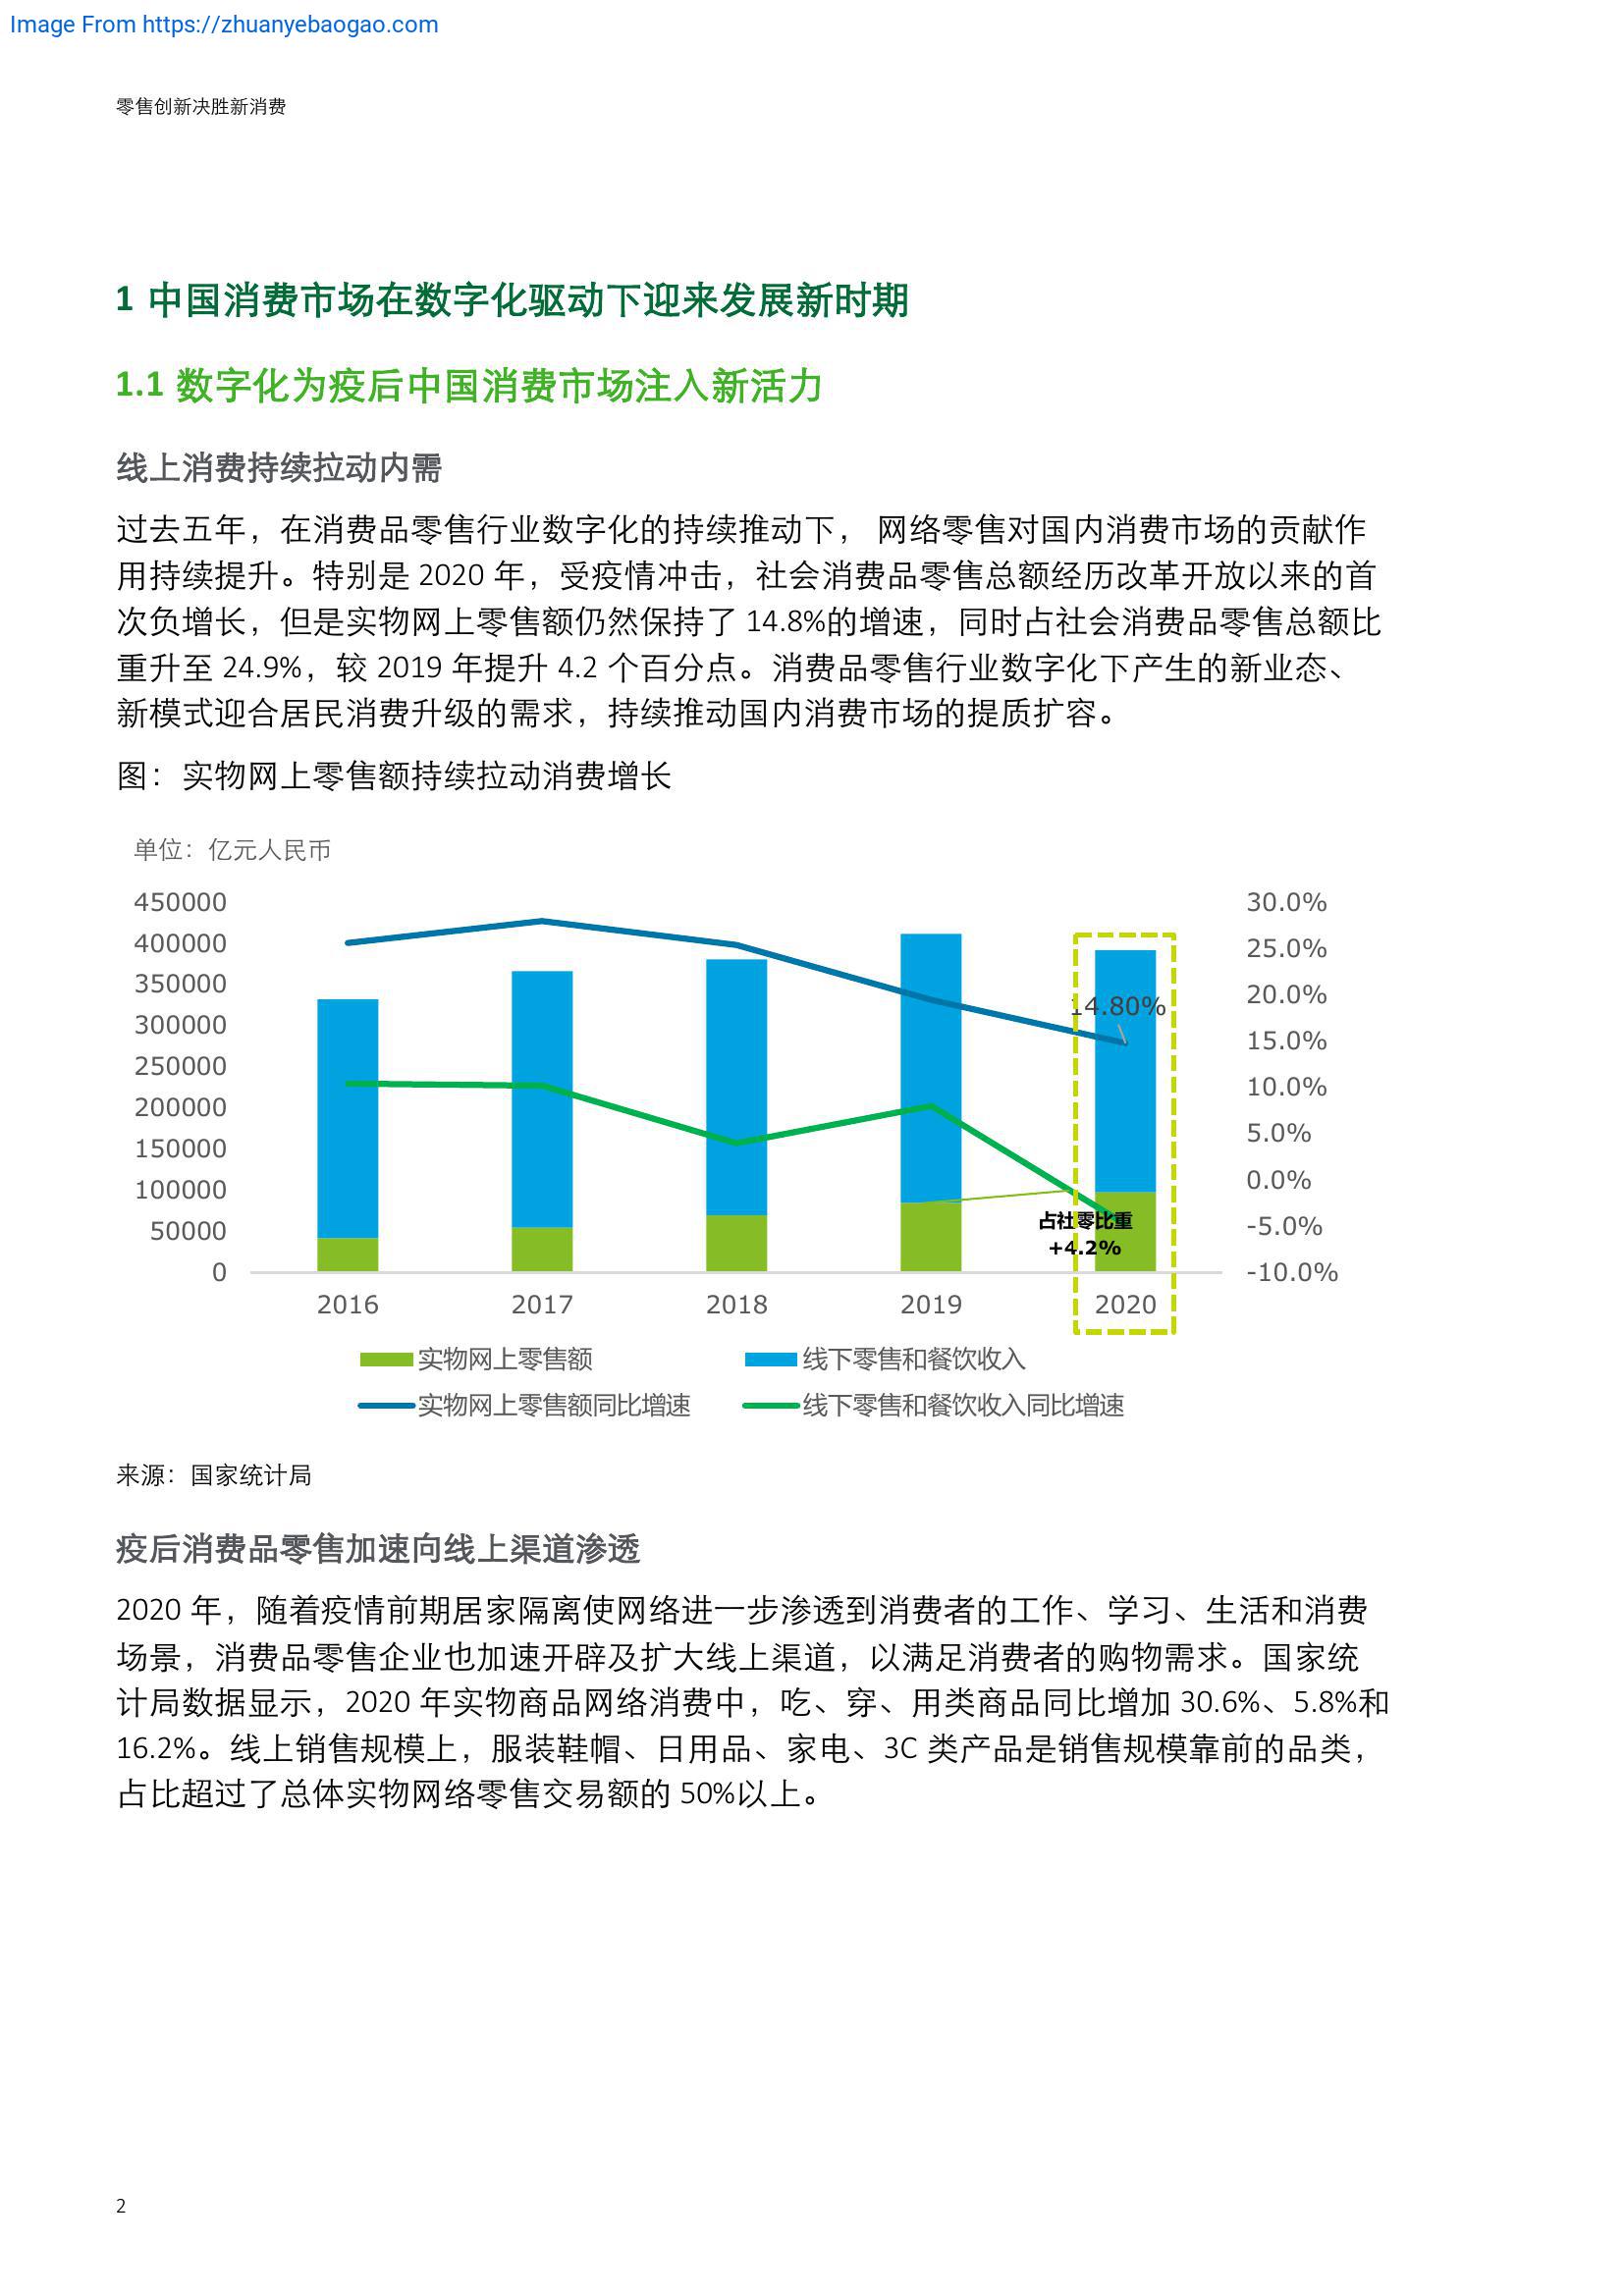 Image From https://zhuanyebaogao.com
零售创新决胜新消费
1 中国消费市场在数字化驱动下迎来发展新时期
1.1 数字化为疫后中国消费市场注入新活力
线上消费持续拉动内需
过去五年，在消费品零售行业数字化的持续推动下， 网络零售对国内消费市场的贡献作
用持续提升。特别是 2020 年，受疫情冲击，社会消费品零售总额经历改革开放以来的首
次负增长，但是实物网上零售额仍然保持了 14.8%的增速，同时占社会消费品零售总额比
重升至 24.9%，较 2019 年提升 4.2 个百分点。消费品零售行业数字化下产生的新业态、
新模式迎合居民消费升级的需求，持续推动国内消费市场的提质扩容。
图：实物网上零售额持续拉动消费增长
单位：亿元人民币
450000 30.0%
400000 25.0%
350000 20.0%
14.80%
300000 15.0%
250000 10.0%
200000 5.0%
150000 0.0%
100000 -5.0%
50000 -10.0%
0
占社零比重
+4.2%
2016 2017 2018 2019 2020
实物网上零售额 线下零售和餐饮收入
实物网上零售额同比增速 线下零售和餐饮收入同比增速
来源：国家统计局
疫后消费品零售加速向线上渠道渗透
2020 年，随着疫情前期居家隔离使网络进一步渗透到消费者的工作、学习、生活和消费
场景，消费品零售企业也加速开辟及扩大线上渠道，以满足消费者的购物需求。国家统
计局数据显示，2020 年实物商品网络消费中，吃、穿、用类商品同比增加 30.6%、5.8%和
16.2%。线上销售规模上，服装鞋帽、日用品、家电、3C 类产品是销售规模靠前的品类，
占比超过了总体实物网络零售交易额的 50%以上。
2